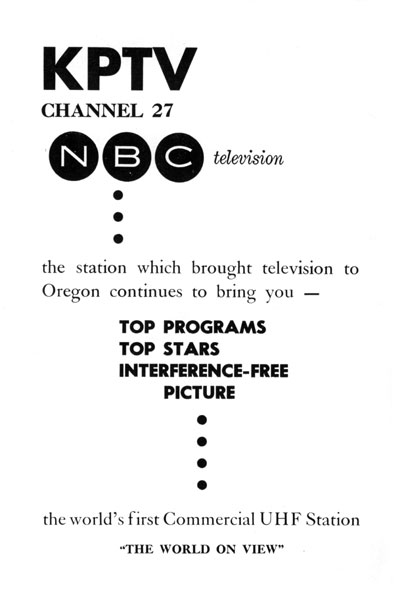 KPTV
CHANNEL 27
NBC television
the station which brought television to
Oregon continues to bring you —
TOP PROGRAMS
TOP STARS
INTERFERENCE-FREE
PICTURE
the world's first Commercial UHF Station
"THE WORLD ON VIEW"